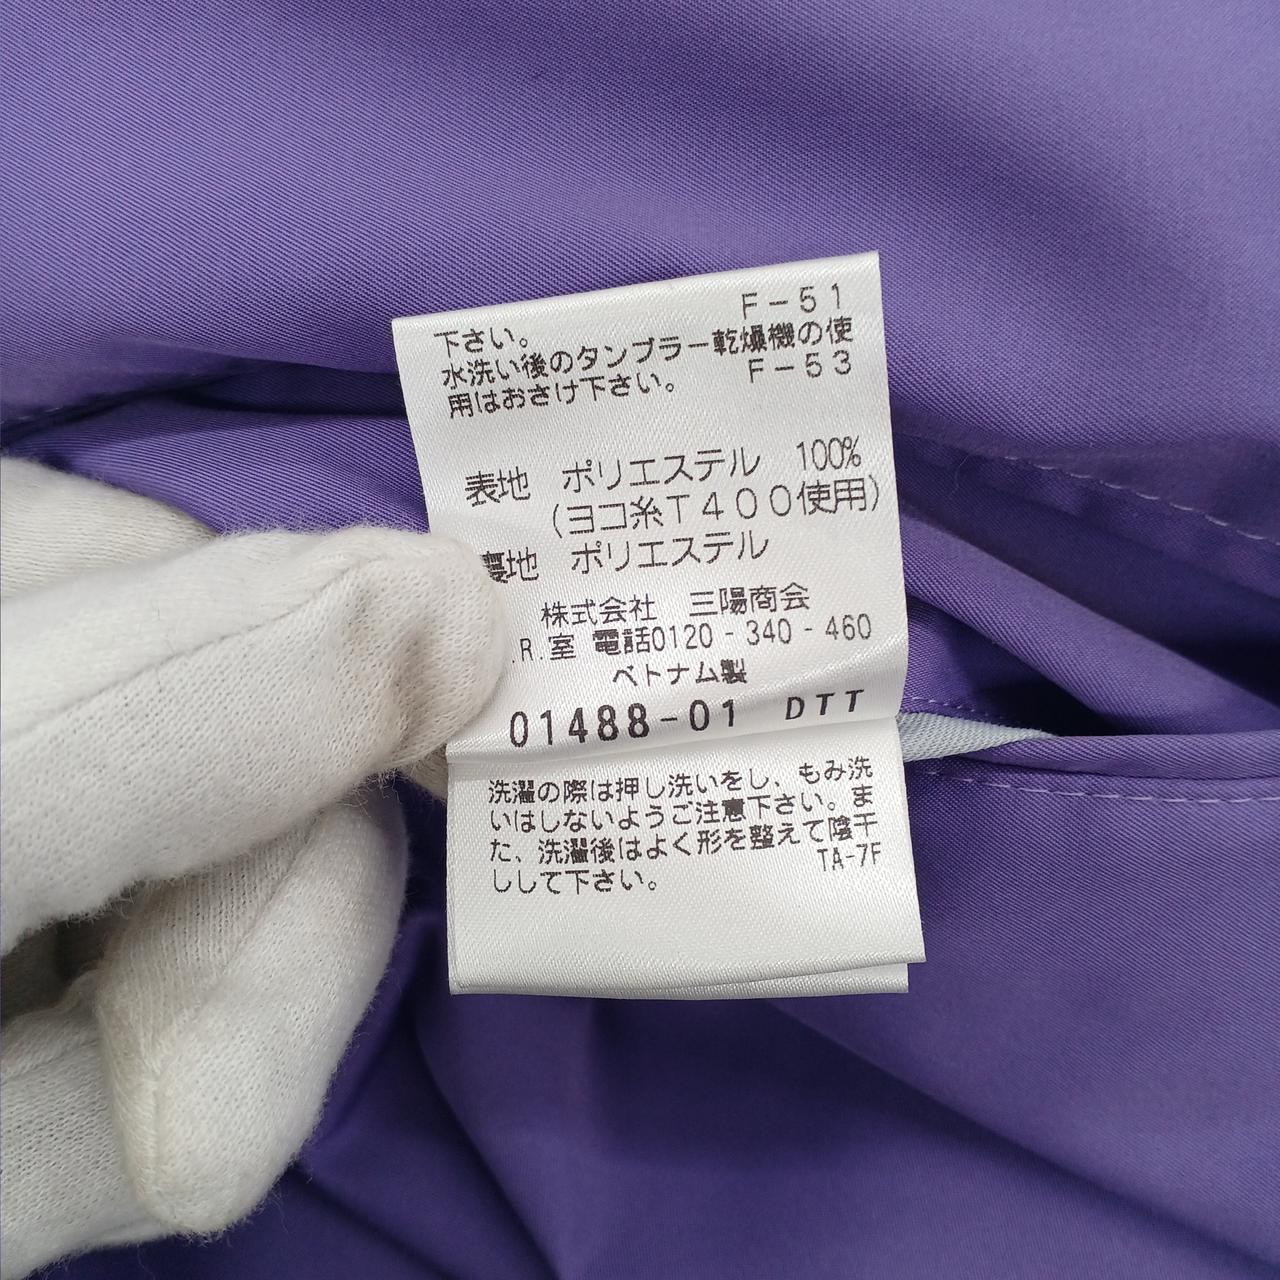 F-51
下さい。
水洗い後のタンブラー乾燥機の使
F-53
用はおさけ下さい。
表地 ポリエステル 100%
(ヨコ糸T400使用)
裏地 ポリエステル
株式会社 三陽商会
.R.室 電話0120-340-460
ベトナム製
01488-01 DTT
洗濯の際は押し洗いをし、もみ洗
いはしないようご注意下さい。ま
た、洗濯後はよく形を整えて陰干
TA-7F
しして下さい。